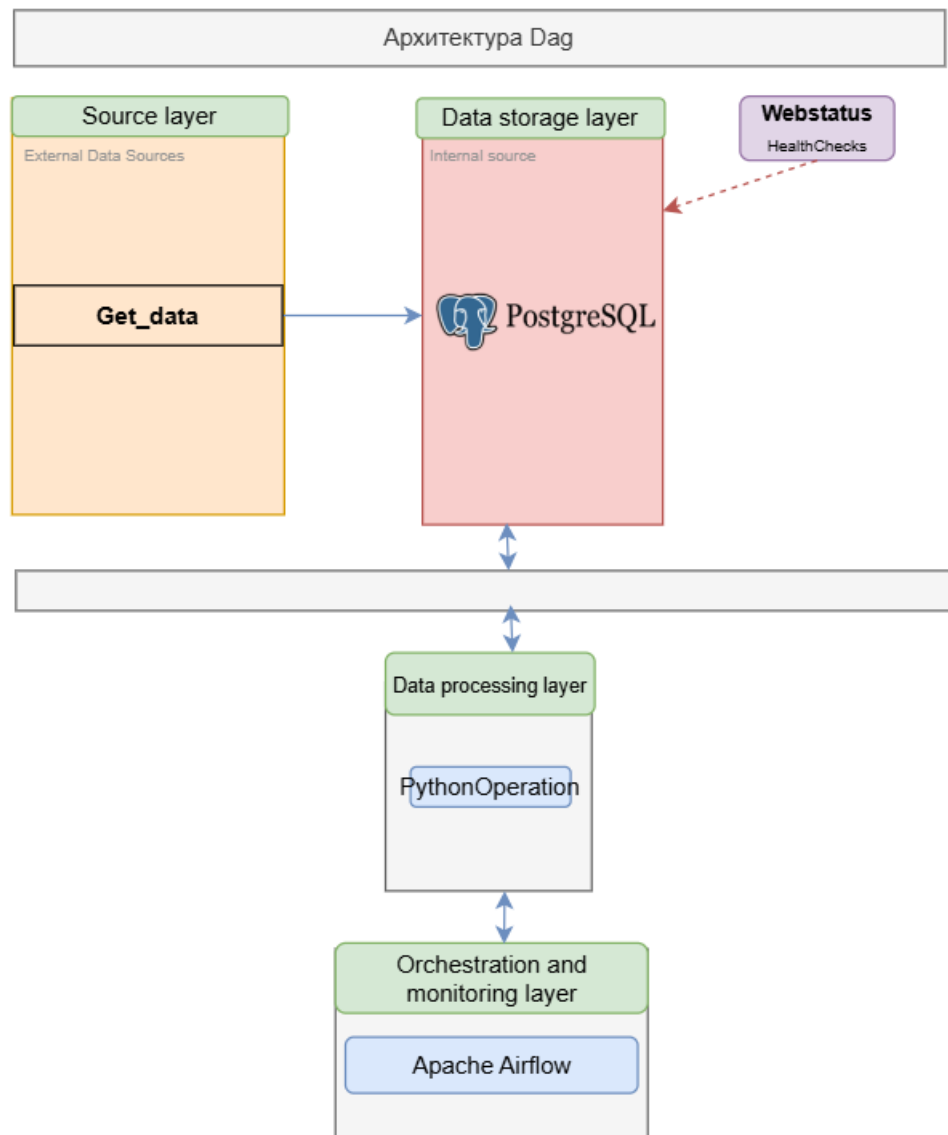 Архитектура Dag
Source layer
External Data Sources
Get_data
Data storage layer
Internal source
PostgreSQL
Webstatus
HealthChecks
Data processing layer
PythonOperation
Orchestration and
monitoring layer
Apache Airflow